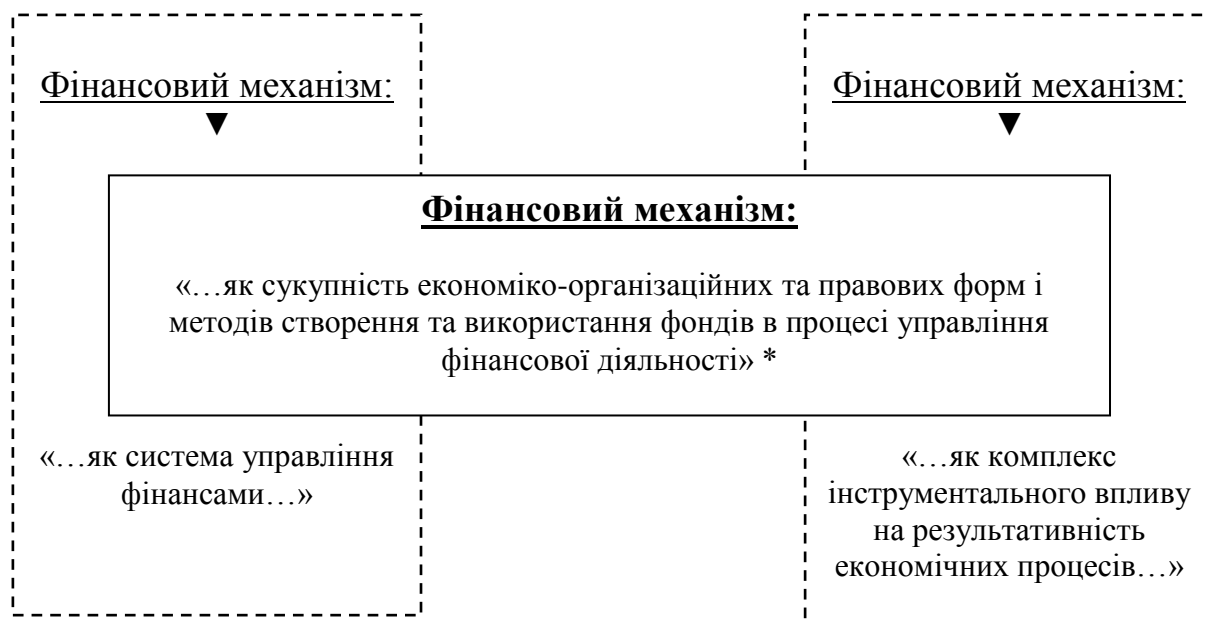 Фінансовий механізм:
▼
Фінансовий механізм:
▼
Фінансовий механізм:
«…як сукупність економіко-організаційних та правових форм і
методів створення та використання фондів в процесі управління
фінансової діяльності» *
«…як система управління
фінансами…»
«…як комплекс
інструментального впливу
на результативність
економічних процесів…»